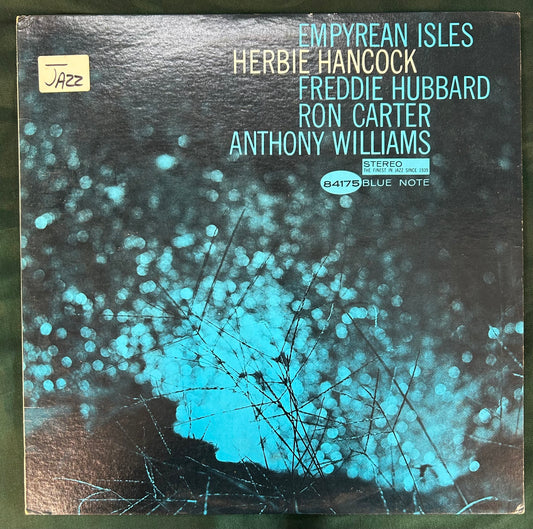 EMPYREAN ISLES
HERBIE HANCOCK
FREDDIE HUBBARD
RON CARTER
ANTHONY WILLIAMS
STEREO
THE FINEST IN JAZZ SINCE 1939
84175 BLUE NOTE
JAZZ